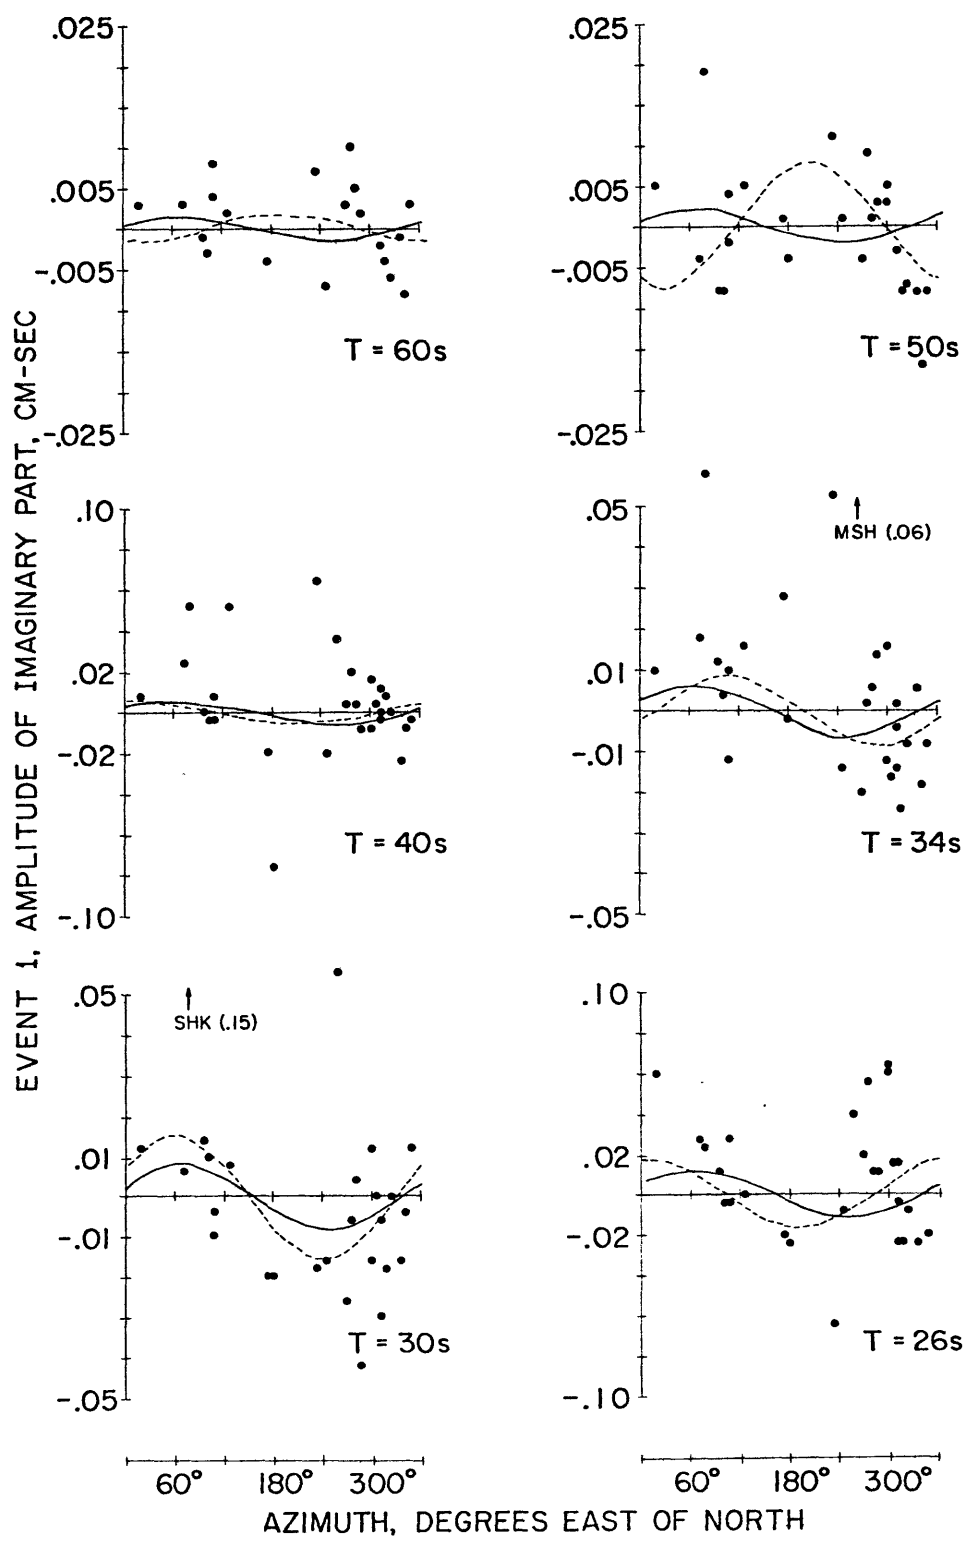 EVENT 1, AMPLITUDE OF IMAGINARY PART, CM-SEC
.025
.005
-.005
-.025
T = 60s
.025
.005
-.005
-.025
T = 50s
.10
.02
-.02
-.10
T = 40s
.05
.01
-.01
-.05
MSH (.06)
T = 34s
.05
.01
-.01
-.05
SHK (.15)
T = 30s
.10
.02
-.02
-.10
T = 26s
60° 180° 300°
60° 180° 300°
AZIMUTH, DEGREES EAST OF NORTH